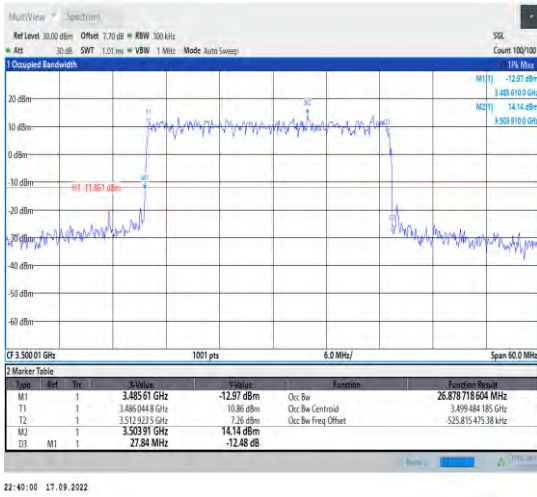 MultiView Spectrum
Ref Level 30.00 dBm Offset 7.70 dB RBW 300 kHz SGL
Att 30 dB SWT 1.01 ms VBW 1 MHz Mode Auto Sweep Count 100/100
1 Occupied Bandwidth 1Pk Max
M1[1] -12.97 dBm
3.485 610 0 GHz
M2[1] 14.14 dBm
3.503 910 0 GHz
20 dBm
10 dBm
0 dBm
-10 dBm
H1 -11.861 dBm
-20 dBm
-30 dBm
-40 dBm
-50 dBm
-60 dBm
CF 3.500 01 GHz 1001 pts 6.0 MHz/ Span 60.0 MHz
2 Marker Table
Type Ref Trc X-Value Y-Value Function Function Result
M1 1 3.485 61 GHz -12.97 dBm Occ Bw 26.878 718 604 MHz
T1 1 3.486 044 8 GHz 10.86 dBm Occ Bw Centroid 3.499 484 185 GHz
T2 1 3.512 923 5 GHz 7.26 dBm Occ Bw Freq Offset -525.815 475 38 kHz
M2 1 3.503 91 GHz 14.14 dBm
D3 M1 1 27.84 MHz -12.48 dB
22:40:00 17.09.2022